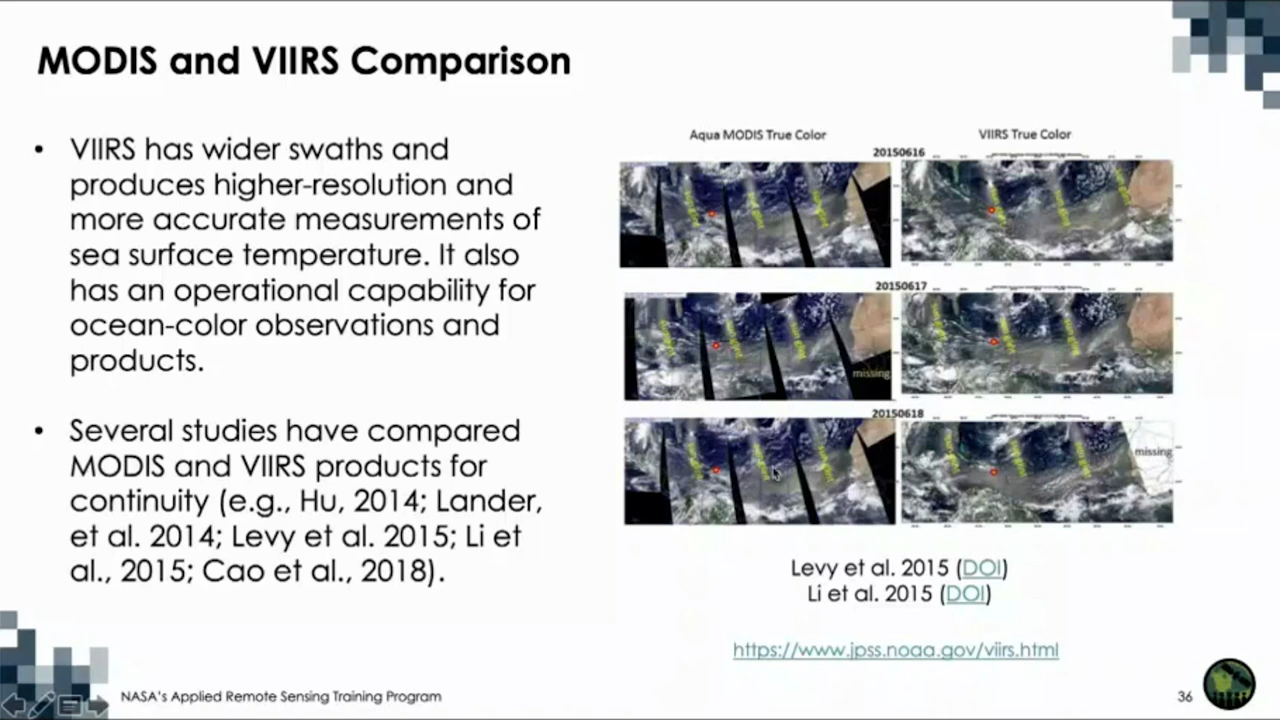 MODIS and VIIRS Comparison
• VIIRS has wider swaths and
produces higher-resolution and
more accurate measurements of
sea surface temperature. It also
has an operational capability for
ocean-color observations and
products.
• Several studies have compared
MODIS and VIIRS products for
continuity (e.g., Hu, 2014; Lander,
et al. 2014; Levy et al. 2015; Li et
al., 2015; Cao et al., 2018).
Aqua MODIS True Color
VIIRS True Color
20150616
20150617
missing
20150618
missing
Levy et al. 2015 (DOI)
Li et al. 2015 (DOI)
https://www.jpss.noaa.gov/viirs.html
NASA's Applied Remote Sensing Training Program
36